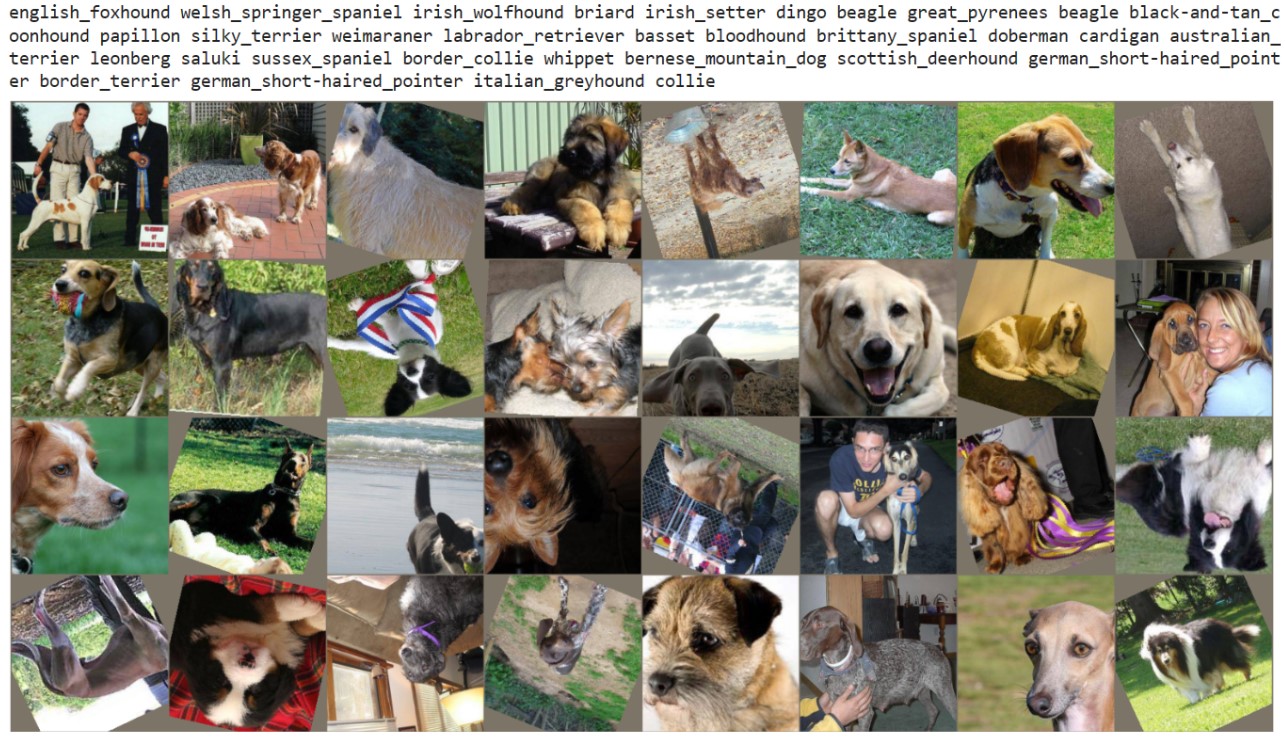 english_foxhound welsh_springer_spaniel irish_wolfhound briard irish_setter dingo beagle great_pyrenees beagle black-and-tan_c
oonhound papillon silky_terrier weimaraner labrador_retriever basset bloodhound brittany_spaniel doberman cardigan australian_
terrier leonberg saluki sussex_spaniel border_collie whippet bernese_mountain_dog scottish_deerhound german_short-haired_point
er border_terrier german_short-haired_pointer italian_greyhound collie